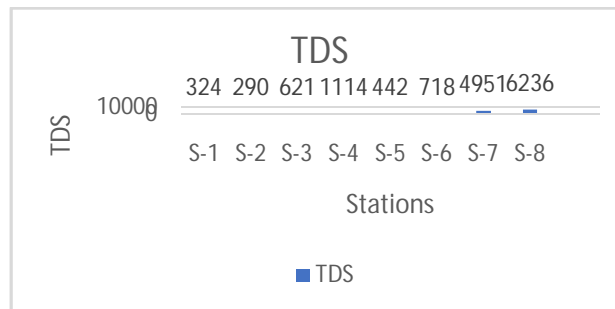 TDS
324 290 621 1114 442 718 4951 6236
10000
0
TDS
S-1 S-2 S-3 S-4 S-5 S-6 S-7 S-8
Stations
TDS